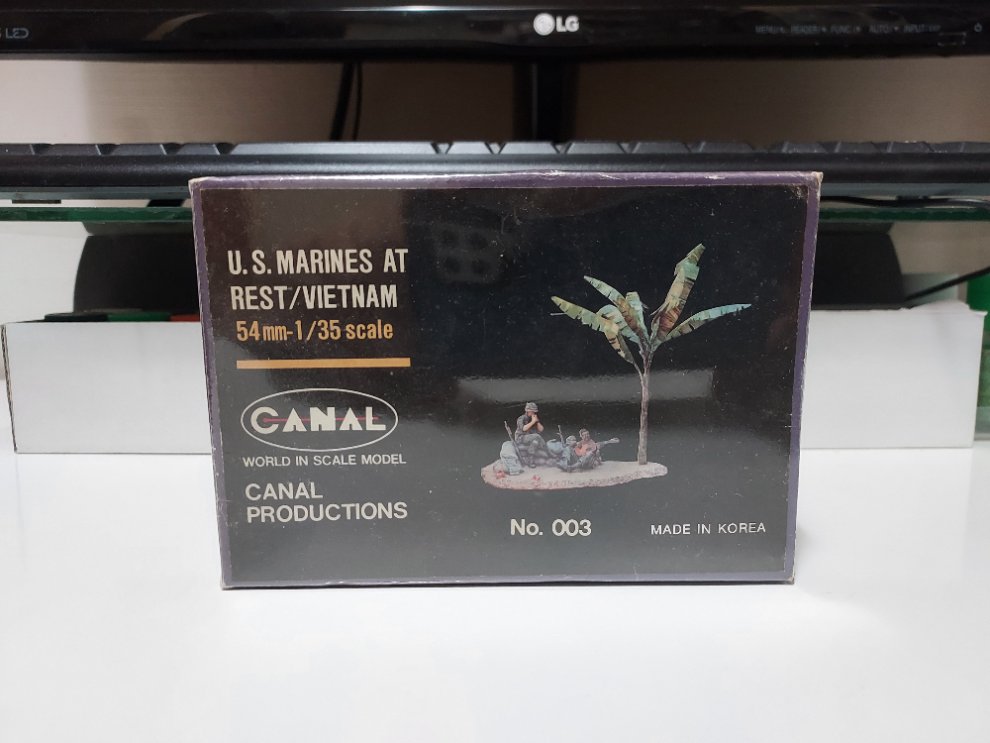 LED
LG
U.S. MARINES AT
REST/VIETNAM
54mm-1/35 scale
CANAL
WORLD IN SCALE MODEL
CANAL
PRODUCTIONS
No. 003
MADE IN KOREA